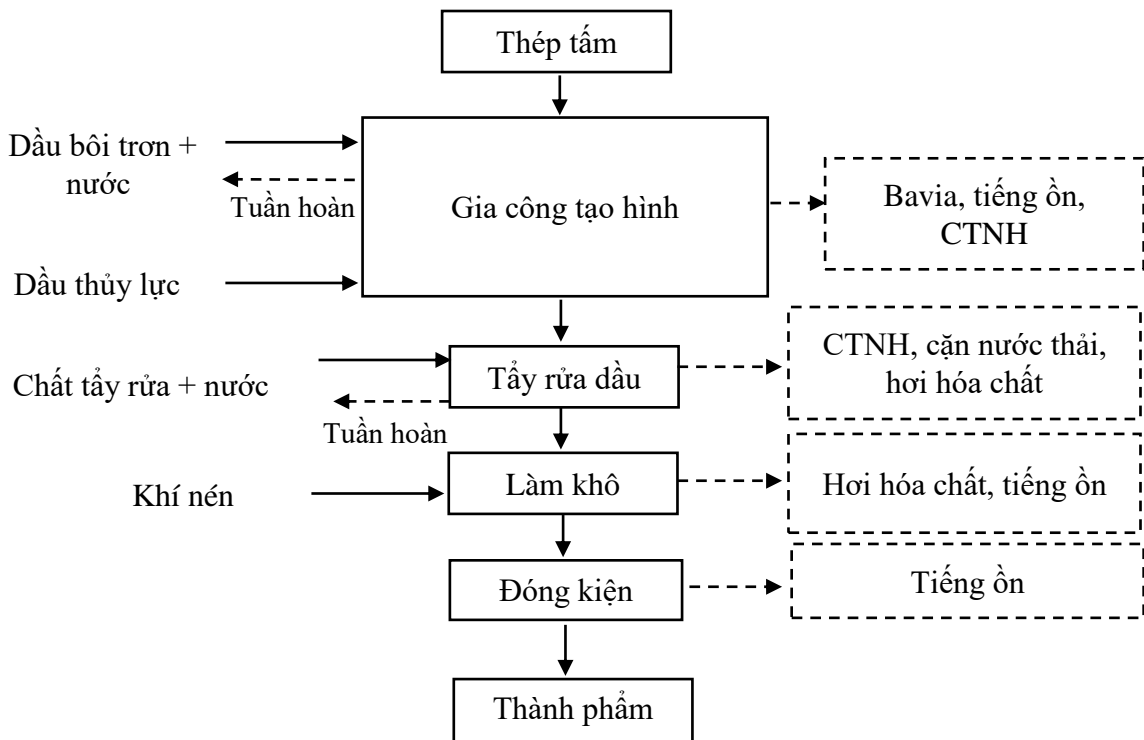 Thép tấm
Dầu bôi trơn +
nước
Tuần hoàn
Gia công tạo hình
Bavia, tiếng ồn,
CTNH
Dầu thủy lực
Chất tẩy rửa + nước
Tuần hoàn
Tẩy rửa dầu
CTNH, cặn nước thải,
hơi hóa chất
Khí nén
Làm khô
Hơi hóa chất, tiếng ồn
Đóng kiện
Tiếng ồn
Thành phẩm